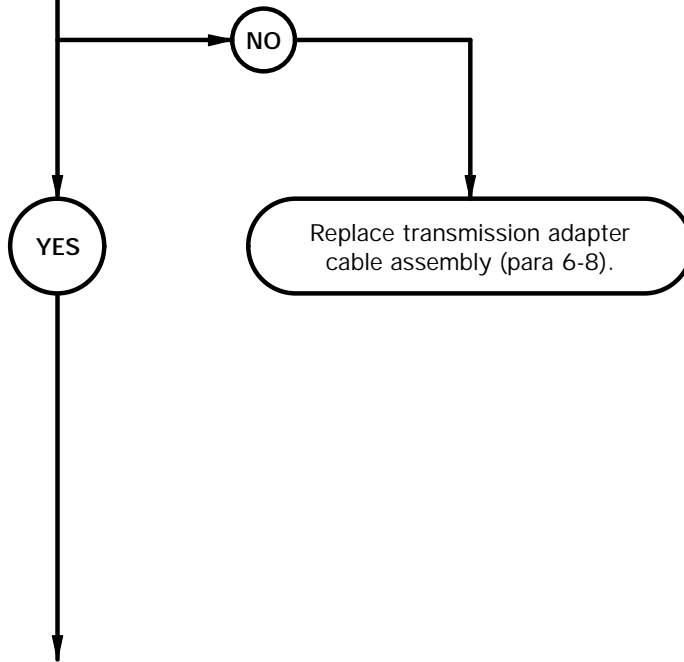 NO
YES
Replace transmission adapter
cable assembly (para 6-8).